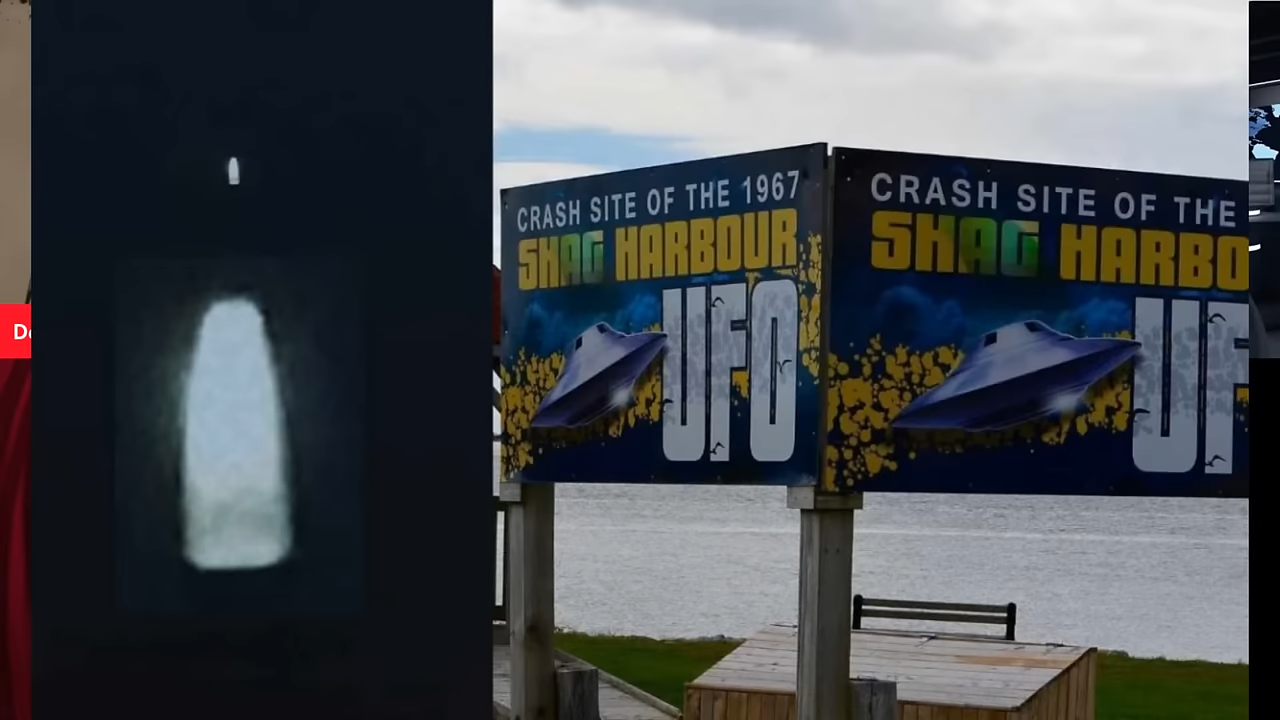 CRASH SITE OF THE 1967
SHAG HARBOUR
UFO
CRASH SITE OF THE
SHAG HARBO
UF